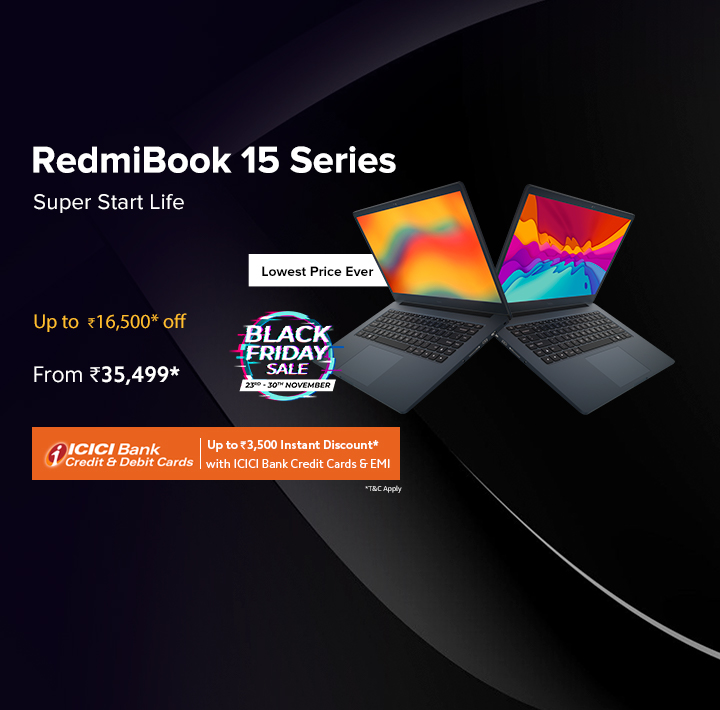 RedmiBook 15 Series
Super Start Life
Lowest Price Ever
Up to ₹16,500* off
From ₹35,499*
BLACK
FRIDAY
SALE
23RD - 30TH NOVEMBER
ICICI Bank
Credit & Debit Cards
Up to ₹3,500 Instant Discount*
with ICICI Bank Credit Cards & EMI
*T&C Apply